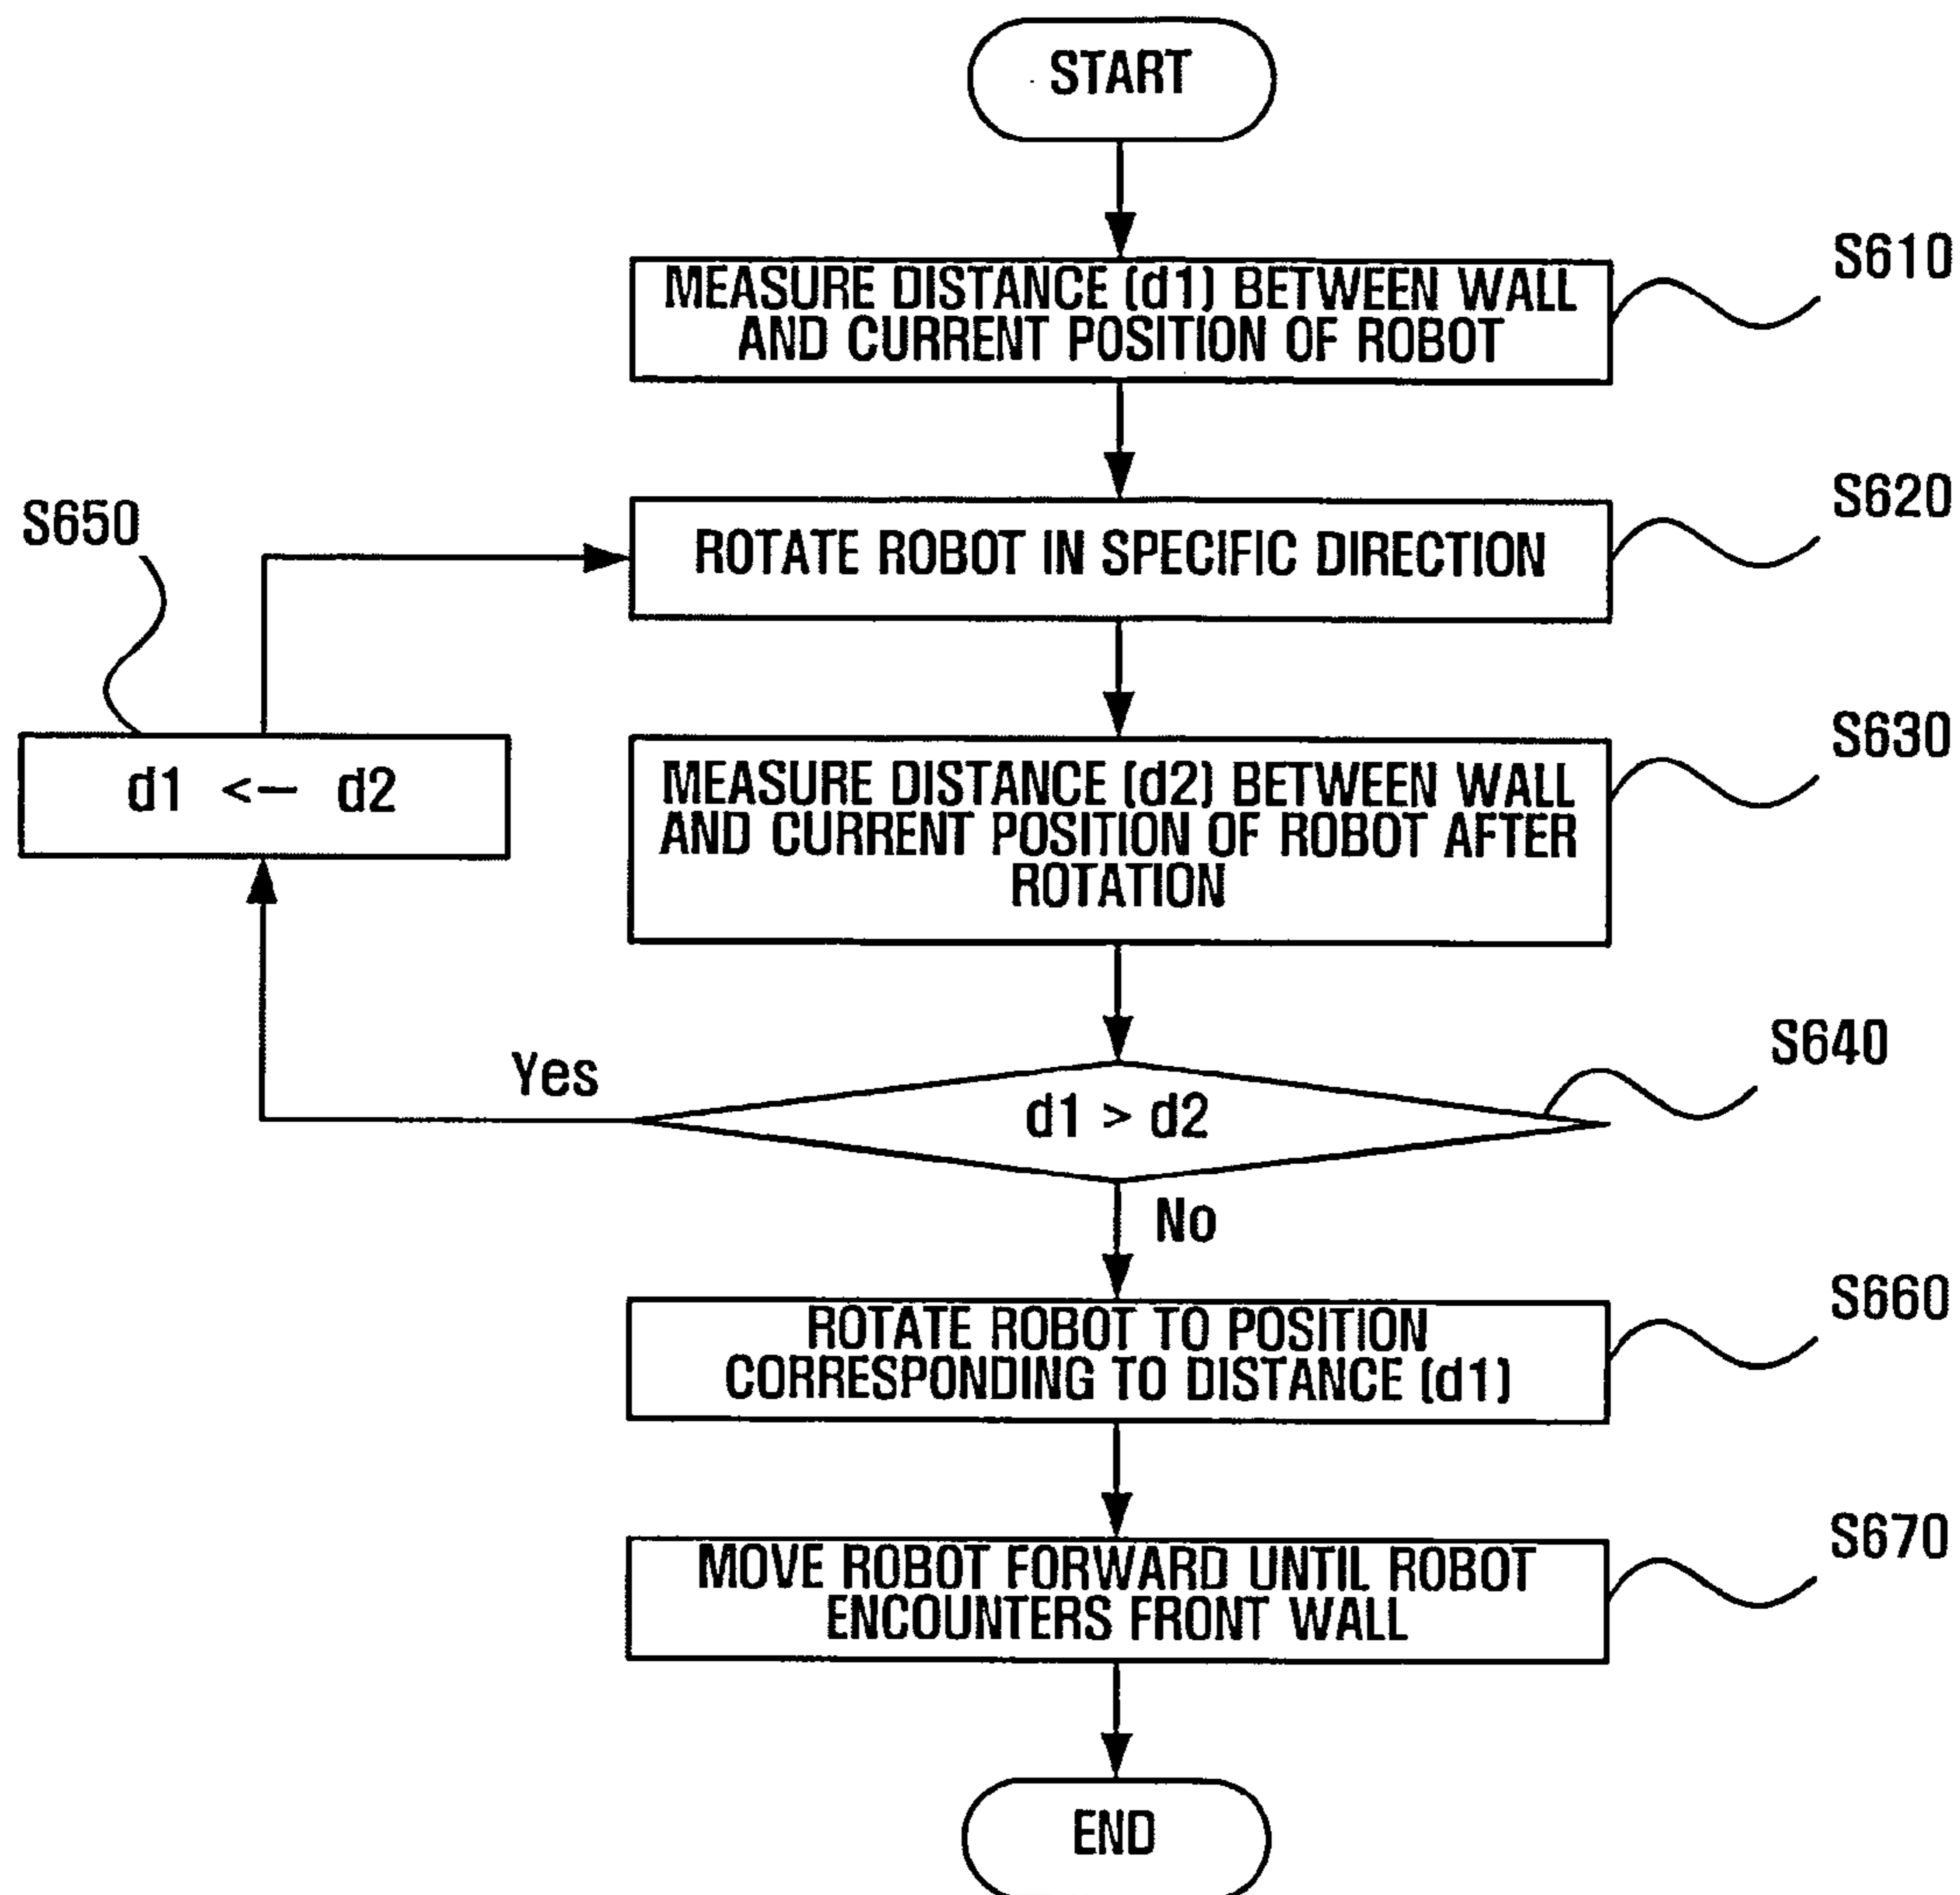 START
S610
MEASURE DISTANCE (d1) BETWEEN WALL
AND CURRENT POSITION OF ROBOT
S620
ROTATE ROBOT IN SPECIFIC DIRECTION
S650
d1 <— d2
S630
MEASURE DISTANCE (d2) BETWEEN WALL
AND CURRENT POSITION OF ROBOT AFTER
ROTATION
S640
Yes
d1 > d2
No
S660
ROTATE ROBOT TO POSITION
CORRESPONDING TO DISTANCE (d1)
S670
MOVE ROBOT FORWARD UNTIL ROBOT
ENCOUNTERS FRONT WALL
END